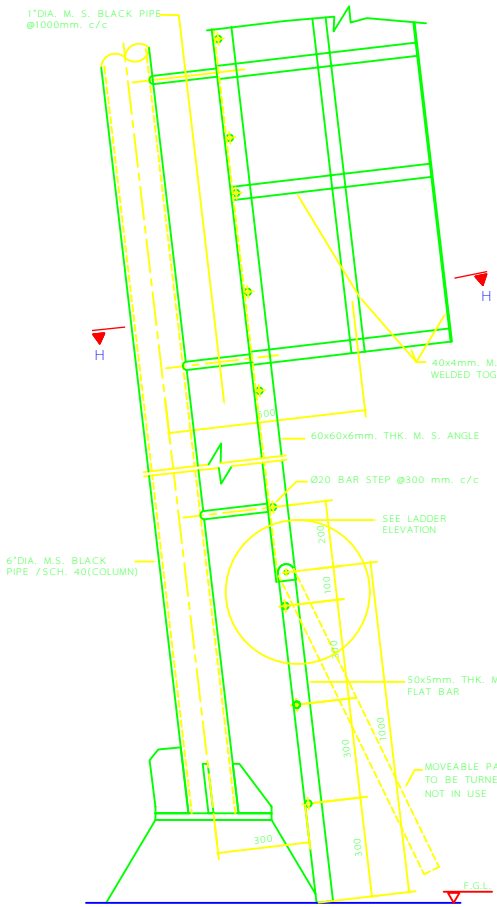 1"DIA. M. S. BLACK PIPE
@1000mm. c/c
H
H
40x4mm. M.
WELDED TOG
60x60x6mm. THK. M. S. ANGLE
Ø20 BAR STEP @300 mm. c/c
SEE LADDER
ELEVATION
200
100
6"DIA. M.S. BLACK
PIPE /SCH. 40(COLUMN)
50x5mm. THK. M
FLAT BAR
1000
300
MOVEABLE PA
TO BE TURNE
NOT IN USE
300
300
F.G.L.